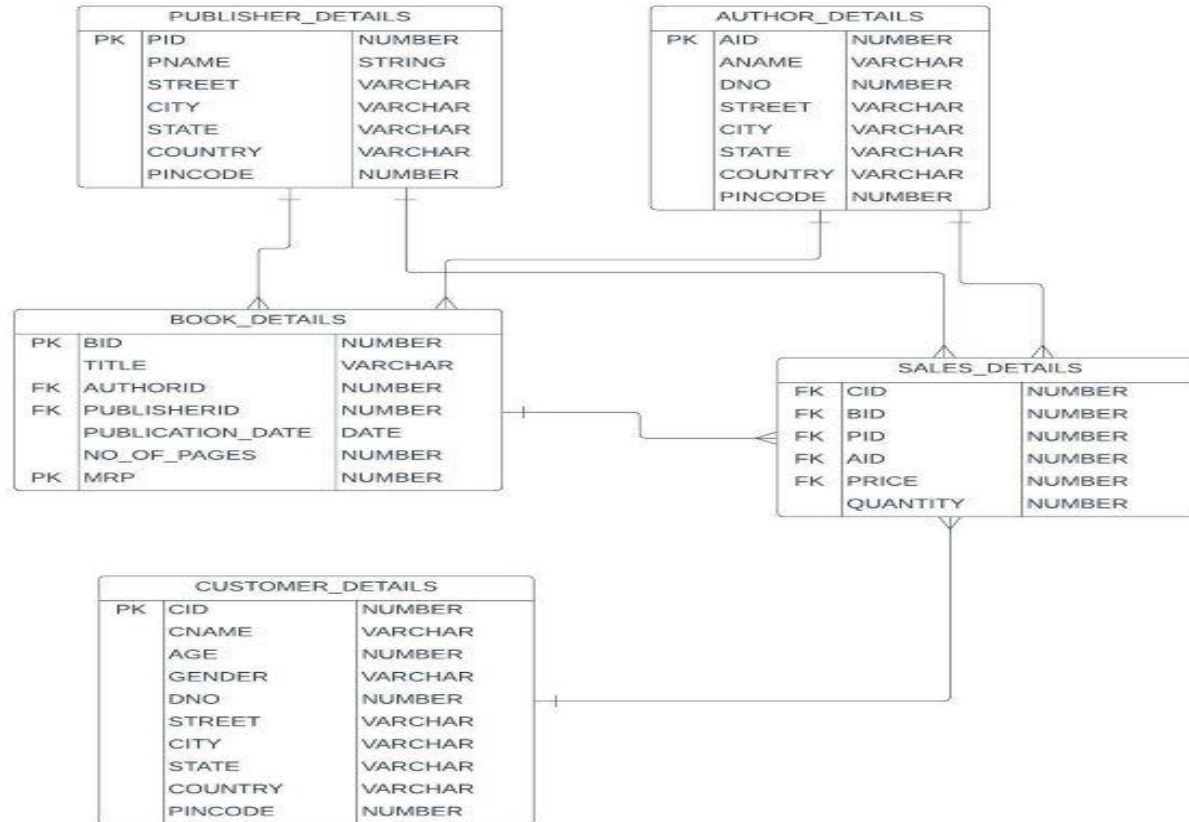 PUBLISHER_DETAILS
PK PID NUMBER
PNAME STRING
STREET VARCHAR
CITY VARCHAR
STATE VARCHAR
COUNTRY VARCHAR
PINCODE NUMBER
AUTHOR_DETAILS
PK AID NUMBER
ANAME VARCHAR
DNO NUMBER
STREET VARCHAR
CITY VARCHAR
STATE VARCHAR
COUNTRY VARCHAR
PINCODE NUMBER
BOOK_DETAILS
PK BID NUMBER
TITLE VARCHAR
FK AUTHORID NUMBER
FK PUBLISHERID NUMBER
PUBLICATION_DATE DATE
NO_OF_PAGES NUMBER
PK MRP NUMBER
SALES_DETAILS
FK CID NUMBER
FK BID NUMBER
FK PID NUMBER
FK AID NUMBER
FK PRICE NUMBER
QUANTITY NUMBER
CUSTOMER_DETAILS
PK CID NUMBER
CNAME VARCHAR
AGE NUMBER
GENDER VARCHAR
DNO NUMBER
STREET VARCHAR
CITY VARCHAR
STATE VARCHAR
COUNTRY VARCHAR
PINCODE NUMBER